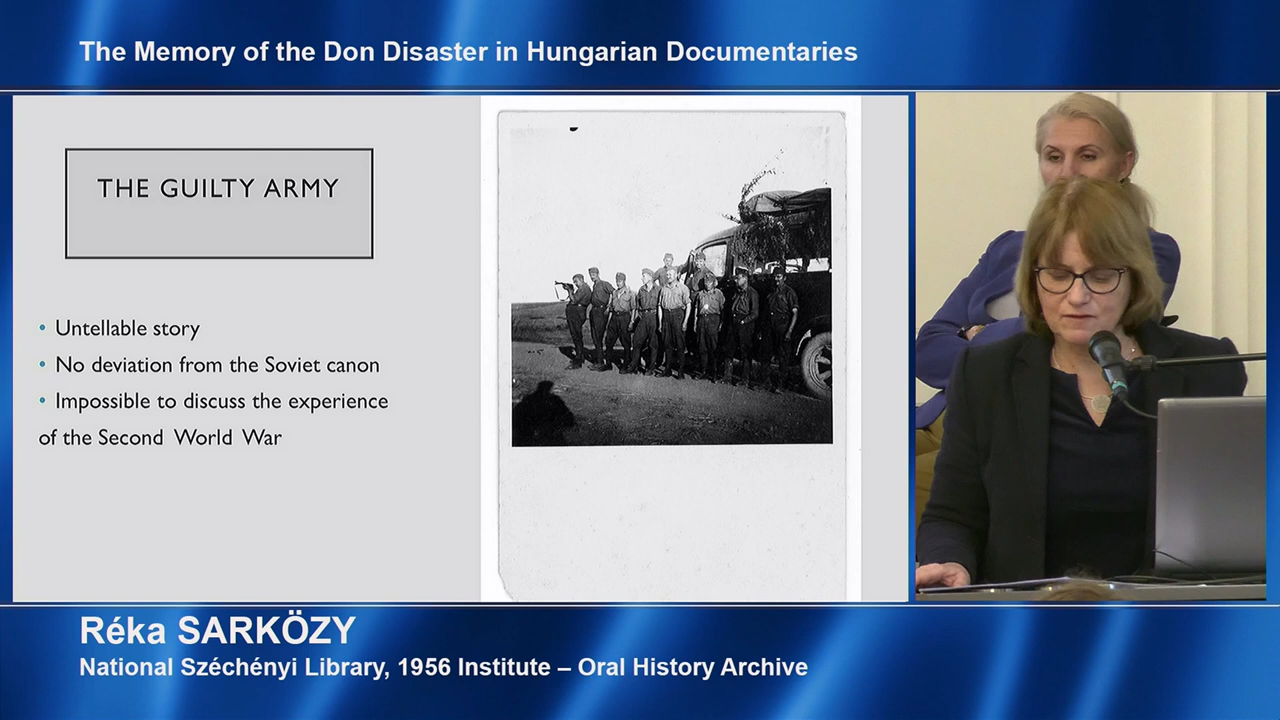 The Memory of the Don Disaster in Hungarian Documentaries
THE GUILTY ARMY
• Untellable story
• No deviation from the Soviet canon
• Impossible to discuss the experience
of the Second World War
Réka SARKÖZY
National Széchényi Library, 1956 Institute – Oral History Archive